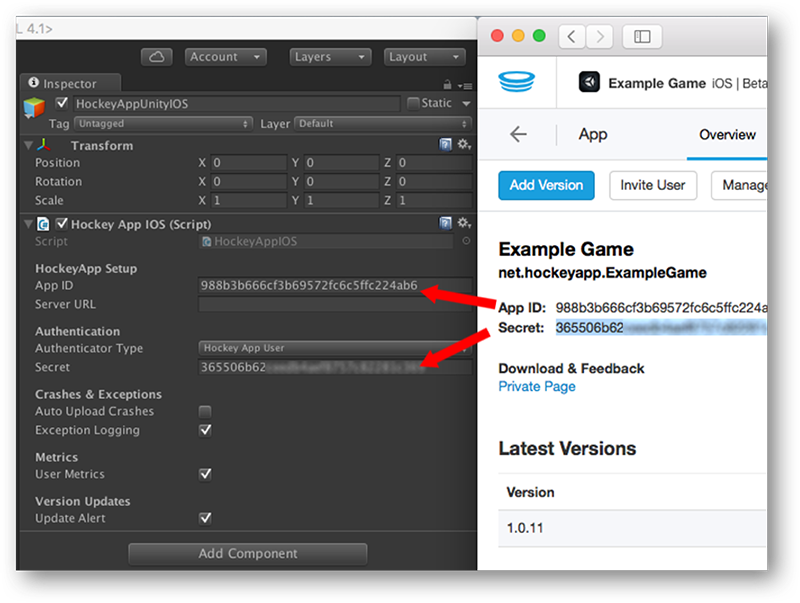 L 4.1>
Account Layers Layout
Inspector
HockeyAppUnityIOS Static
Tag Untagged Layer Default
Transform
Position X 0 Y 0 Z 0
Rotation X 0 Y 0 Z 0
Scale X 1 Y 1 Z 1
Hockey App IOS (Script)
Script HockeyAppIOS
HockeyApp Setup
App ID 988b3b666cf3b69572fc6c5ffc224ab6
Server URL
Authentication
Authenticator Type Hockey App User
Secret 365506b62
Crashes & Exceptions
Auto Upload Crashes
Exception Logging
Metrics
User Metrics
Version Updates
Update Alert
Add Component
Example Game iOS | Beta
App Overview
Add Version Invite User Manag
Example Game
net.hockeyapp.ExampleGame
App ID: 988b3b666cf3b69572fc6c5ffc224a
Secret: 365506b62
Download & Feedback
Private Page
Latest Versions
Version
1.0.11